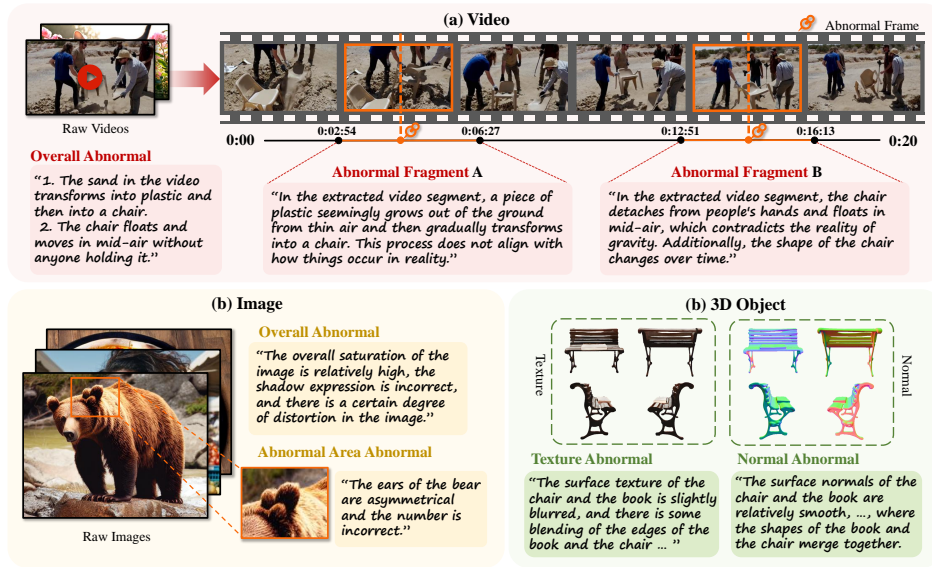 (a) Video
Abnormal Frame
Raw Videos
0:00
0:02:54
0:06:27
0:12:51
0:16:13
0:20
Overall Abnormal
“1. The sand in the video
transforms into plastic and
then into a chair.
2. The chair floats and
moves in mid-air without
anyone holding it.”
Abnormal Fragment A
“In the extracted video segment, a piece of
plastic seemingly grows out of the ground
from thin air and then gradually transforms
into a chair. This process does not align with
how things occur in reality.”
Abnormal Fragment B
“In the extracted video segment, the chair
detaches from people's hands and floats in
mid-air, which contradicts the reality of
gravity. Additionally, the shape of the chair
changes over time.”
(b) Image
Raw Images
Overall Abnormal
“The overall saturation of the
image is relatively high, the
shadow expression is incorrect,
and there is a certain degree
of distortion in the image.”
Abnormal Area Abnormal
“The ears of the bear
are asymmetrical
and the number is
incorrect.”
(b) 3D Object
Texture
Normal
Texture Abnormal
“The surface texture of the
chair and the book is slightly
blurred, and there is some
blending of the edges of the
book and the chair ... ”
Normal Abnormal
“The surface normals of the
chair and the book are
relatively smooth, ..., where
the shapes of the book and
the chair merge together.